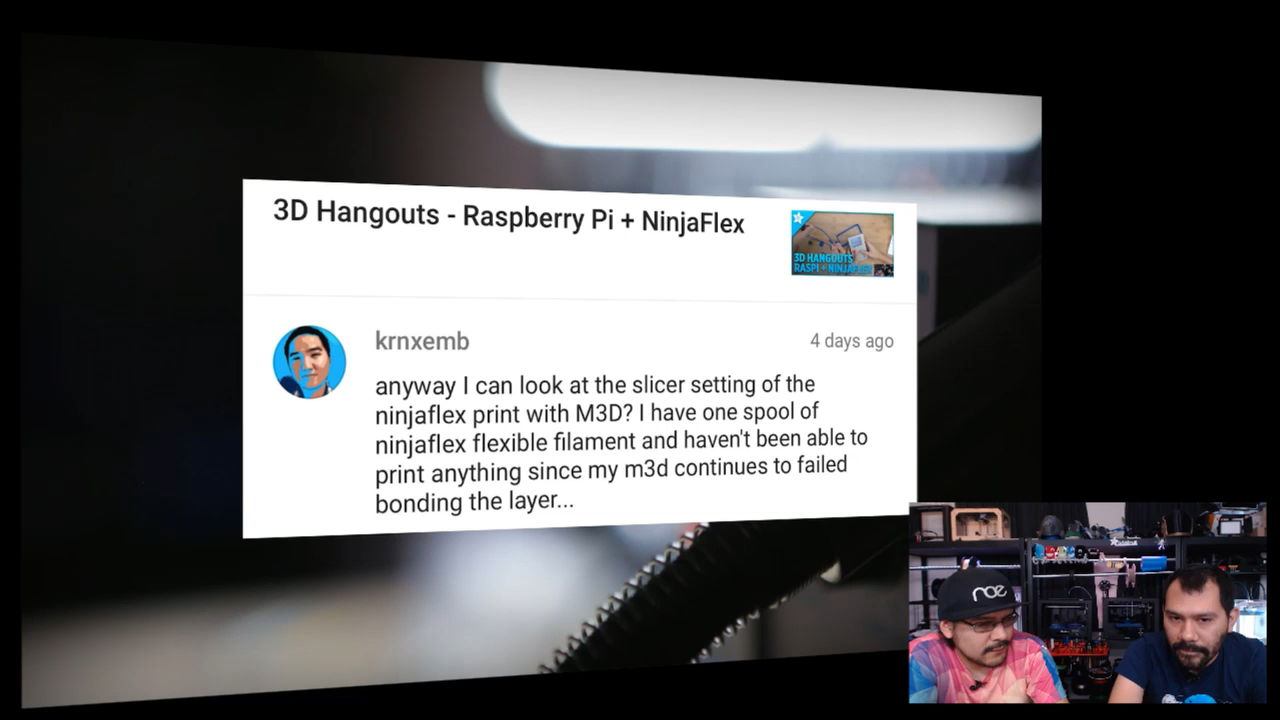 3D Hangouts - Raspberry Pi + NinjaFlex
3D HANGOUTS
RASPI + NINJAFLEX
krnxemb
4 days ago
anyway I can look at the slicer setting of the
ninjaflex print with M3D? I have one spool of
ninjaflex flexible filament and haven't been able to
print anything since my m3d continues to failed
bonding the layer...
noe